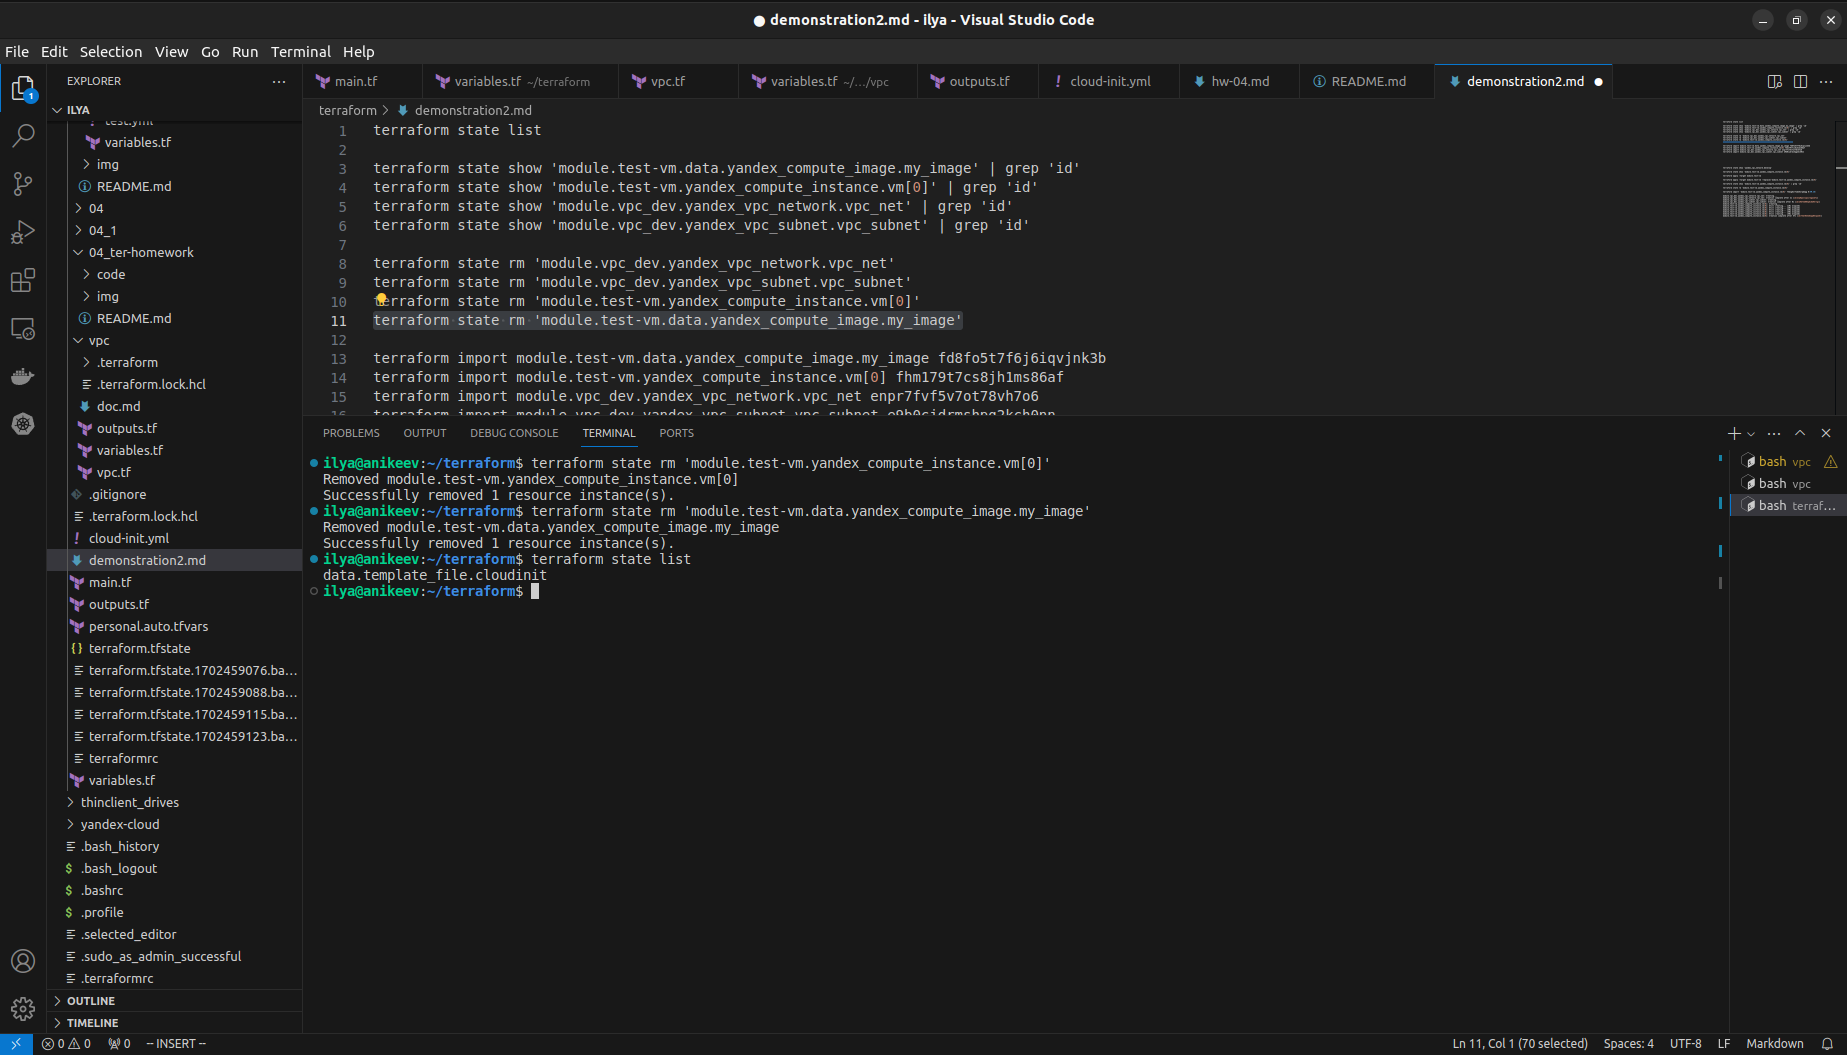 demonstration2.md - ilya - Visual Studio Code
File Edit Selection View Go Run Terminal Help
EXPLORER
main.tf
variables.tf ~/terraform
vpc.tf
variables.tf ~/.../vpc
outputs.tf
cloud-init.yml
hw-04.md
README.md
demonstration2.md
ILYA
test.yml
variables.tf
img
README.md
04
04_1
04_ter-homework
code
img
README.md
vpc
.terraform
.terraform.lock.hcl
doc.md
outputs.tf
variables.tf
vpc.tf
.gitignore
.terraform.lock.hcl
cloud-init.yml
demonstration2.md
main.tf
outputs.tf
personal.auto.tfvars
terraform.tfstate
terraform.tfstate.1702459076.ba...
terraform.tfstate.1702459088.ba...
terraform.tfstate.1702459115.ba...
terraform.tfstate.1702459123.ba...
terraformrc
variables.tf
thinclient_drives
yandex-cloud
.bash_history
.bash_logout
.bashrc
.profile
.selected_editor
.sudo_as_admin_successful
.terraformrc
OUTLINE
TIMELINE
terraform > demonstration2.md
1 terraform state list
2
3 terraform state show 'module.test-vm.data.yandex_compute_image.my_image' | grep 'id'
4 terraform state show 'module.test-vm.yandex_compute_instance.vm[0]' | grep 'id'
5 terraform state show 'module.vpc_dev.yandex_vpc_network.vpc_net' | grep 'id'
6 terraform state show 'module.vpc_dev.yandex_vpc_subnet.vpc_subnet' | grep 'id'
7
8 terraform state rm 'module.vpc_dev.yandex_vpc_network.vpc_net'
9 terraform state rm 'module.vpc_dev.yandex_vpc_subnet.vpc_subnet'
10 terraform state rm 'module.test-vm.yandex_compute_instance.vm[0]'
11 terraform state rm 'module.test-vm.data.yandex_compute_image.my_image'
12
13 terraform import module.test-vm.data.yandex_compute_image.my_image fd8fo5t7f6j6iqvjnk3b
14 terraform import module.test-vm.yandex_compute_instance.vm[0] fhm179t7cs8jh1ms86af
15 terraform import module.vpc_dev.yandex_vpc_network.vpc_net enpr7fvf5v7ot78vh7o6
16 terraform import module.vpc_dev.yandex_vpc_subnet.vpc_subnet
PROBLEMS OUTPUT DEBUG CONSOLE TERMINAL PORTS
ilya@anikeev:~/terraform$ terraform state rm 'module.test-vm.yandex_compute_instance.vm[0]'
Removed module.test-vm.yandex_compute_instance.vm[0]
Successfully removed 1 resource instance(s).
ilya@anikeev:~/terraform$ terraform state rm 'module.test-vm.data.yandex_compute_image.my_image'
Removed module.test-vm.data.yandex_compute_image.my_image
Successfully removed 1 resource instance(s).
ilya@anikeev:~/terraform$ terraform state list
data.template_file.cloudinit
ilya@anikeev:~/terraform$
bash vpc
bash vpc
bash terraf...
0 0 0 -- INSERT --
Ln 11, Col 1 (70 selected) Spaces: 4 UTF-8 LF Markdown